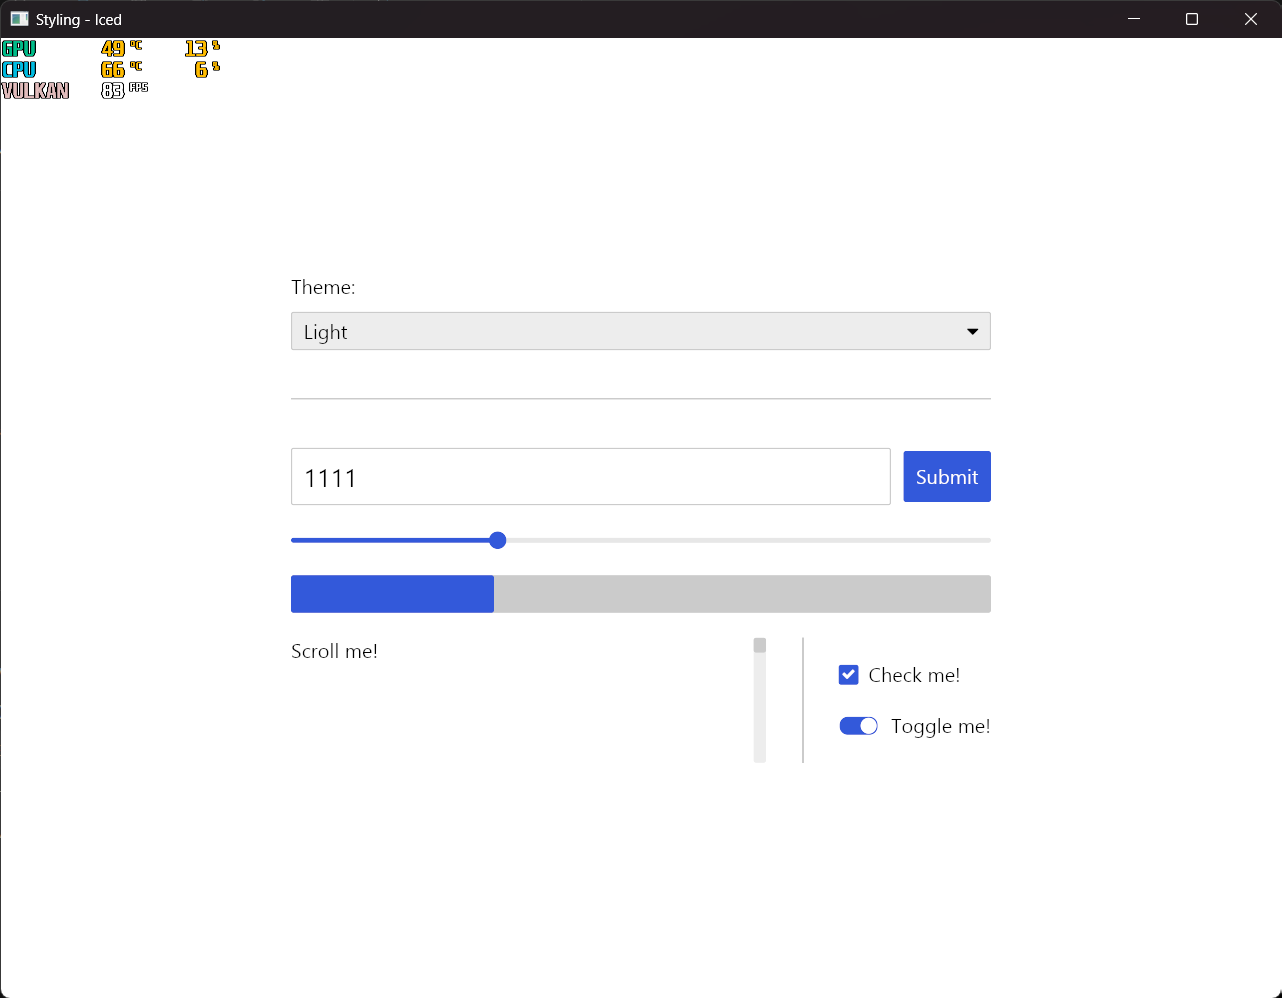 Styling - Iced
GPU 49 °C 13 %
CPU 66 °C 6 %
VULKAN 83 FPS
Theme:
Light
1111
Submit
Scroll me!
Check me!
Toggle me!